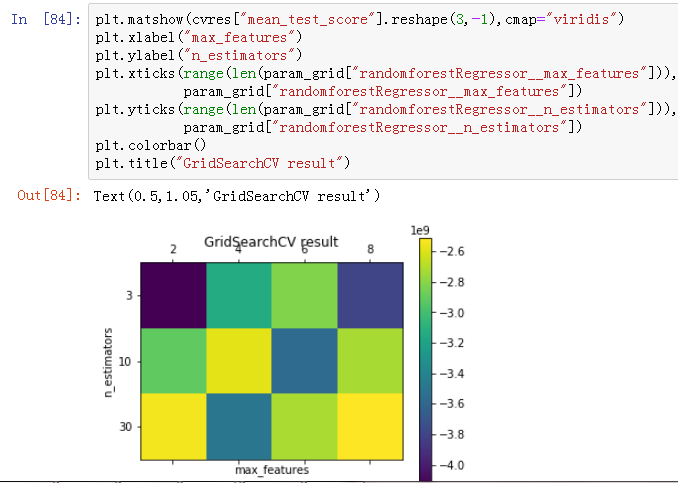 In [84]: plt.matshow(cvres["mean_test_score"].reshape(3,-1),cmap="viridis")
plt.xlabel("max_features")
plt.ylabel("n_estimators")
plt.xticks(range(len(param_grid["randomforestRegressor__max_features"])),
param_grid["randomforestRegressor__max_features"])
plt.yticks(range(len(param_grid["randomforestRegressor__n_estimators"])),
param_grid["randomforestRegressor__n_estimators"])
plt.colorbar()
plt.title("GridSearchCV result")
Out[84]: Text(0.5,1.05,'GridSearchCV result')
1e9
GridSearchCV result
2 4 6 8
3
10
30
n_estimators
max_features
−2.6
−2.8
−3.0
−3.2
−3.4
−3.6
−3.8
−4.0